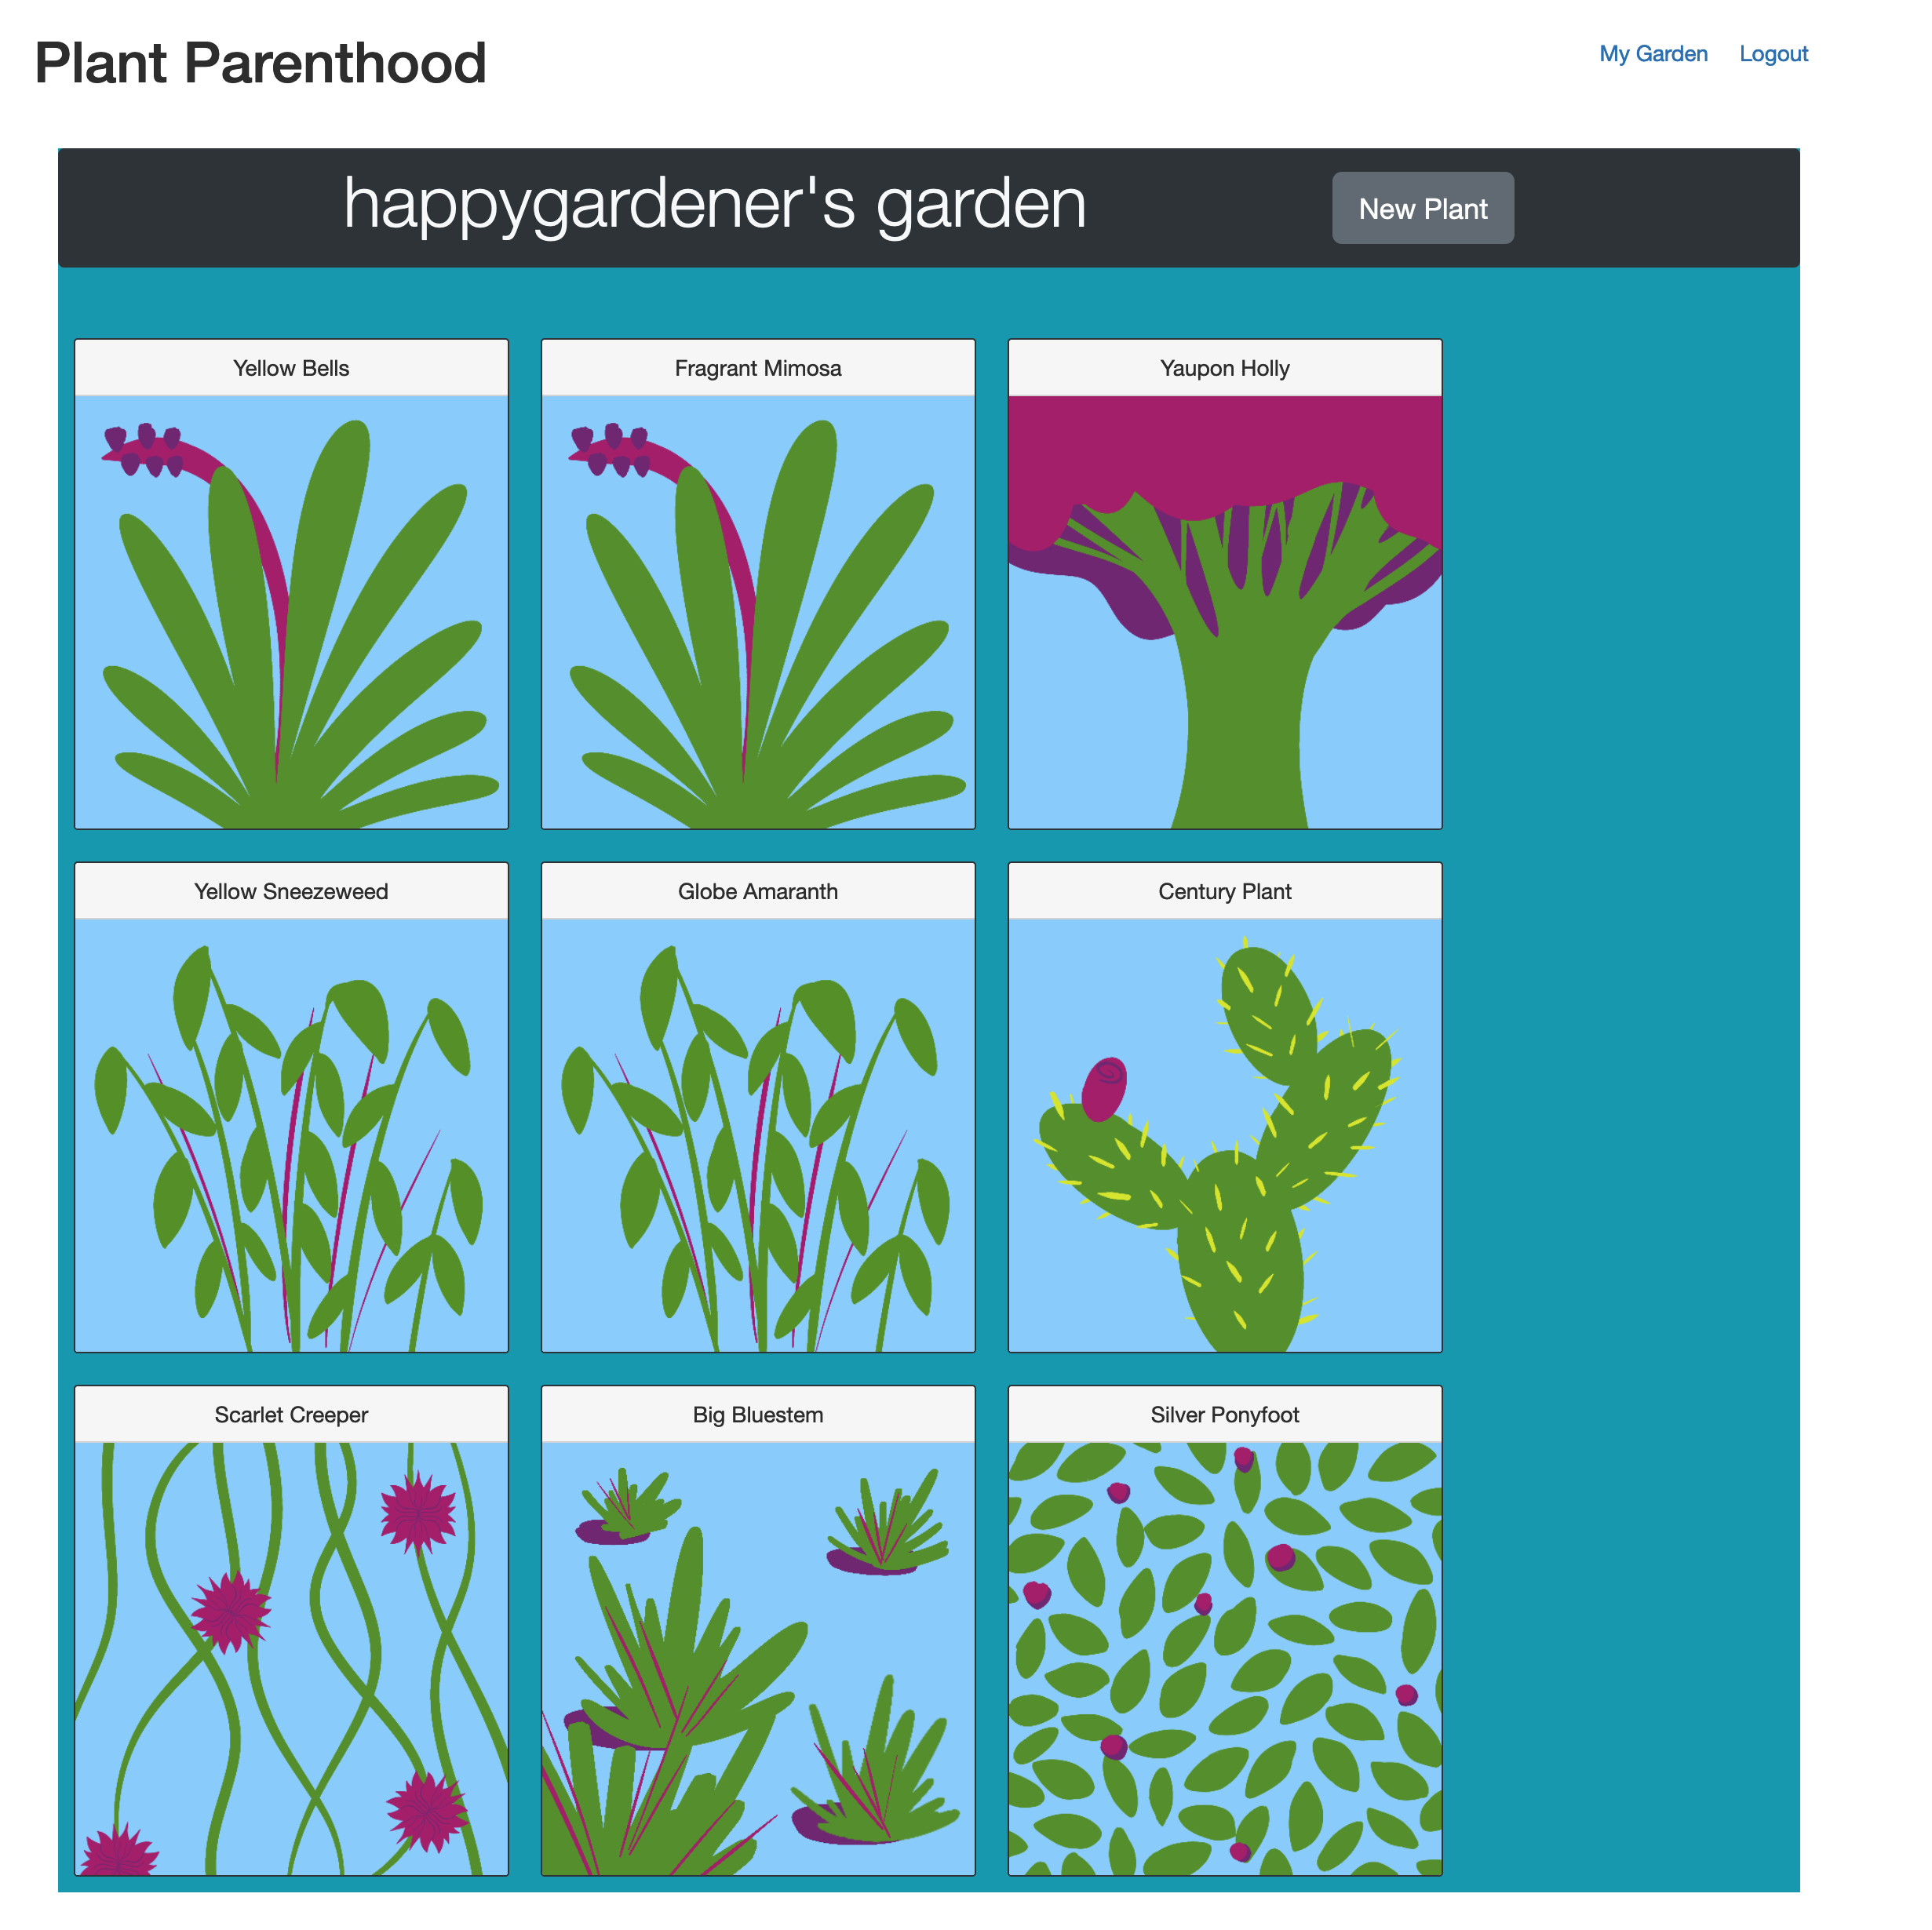 Plant Parenthood
My Garden Logout
happygardener's garden
New Plant
Yellow Bells
Fragrant Mimosa
Yaupon Holly
Yellow Sneezeweed
Globe Amaranth
Century Plant
Scarlet Creeper
Big Bluestem
Silver Ponyfoot